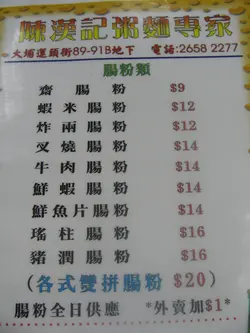 陳漢記粥麵專家
大埔運頭街89-91B地下 電話:2658 2277
腸粉類
齋腸粉 $9
蝦米腸粉 $12
炸兩腸粉 $12
叉燒腸粉 $14
牛肉腸粉 $14
鮮蝦腸粉 $14
鮮魚片腸粉 $14
瑤柱腸粉 $16
豬潤腸粉 $16
(各式雙拼腸粉 $20)
腸粉全日供應 *外賣加$1*